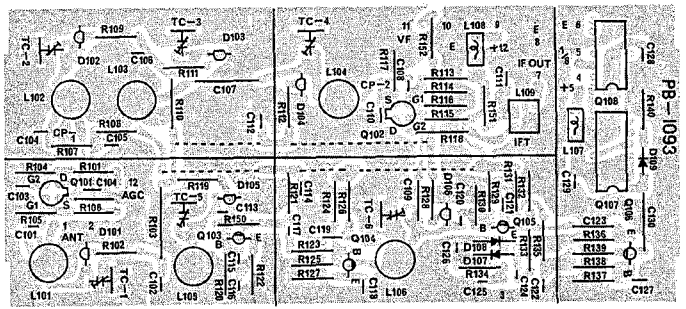 TC-3 TC-4 11 10 L108 9 E E 6
R109 D103 VF R152 E +12 8 5 C128
TC-2 D102 L103 C106 R117 C108 R113 C111 IF OUT +5 4
R111 L104 CP-2 R114 7
L102 C107 S G1 R116 L109 Q108 R140 PB-1093
R110 R112 D104 C110 R115 R151
C104 CP-1 R108 C105 C112 Q102 D G2 R118 IFT L107 D109
R107
R104 R101 R119 D105 R121 C114 R124 R126 C109 R128 D106 C120 R130 R129 R131 C121 R132 C129 Q107
G2 D Q101 C104 12 TC-5 C113 TC-6 Q106
C103 AGC
G1 S R106 R103 R150 B Q105 C123 C130
R105 1 2 D101 Q103 E C117 C119 Q104 E R136 E
C101 ANT. R102 B R123 B C126 D108 R133 R135 R139
R125 D107 R138 B
L101 TC-1 C102 L105 R120 C115 C116 R122 R127 E C118 L106 R134 C125 C124 C122 R137 C127